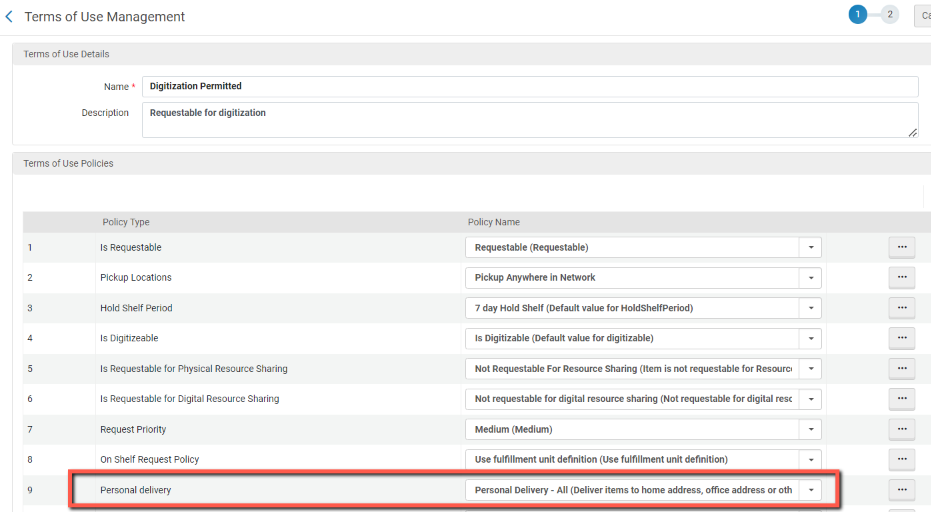 Terms of Use Management
1
2
Ca
Terms of Use Details
Name *
Digitization Permitted
Description
Requestable for digitization
Terms of Use Policies
Policy Type Policy Name
1 Is Requestable Requestable (Requestable) ...
2 Pickup Locations Pickup Anywhere in Network ...
3 Hold Shelf Period 7 day Hold Shelf (Default value for HoldShelfPeriod) ...
4 Is Digitizeable Is Digitizable (Default value for digitizable) ...
5 Is Requestable for Physical Resource Sharing Not Requestable For Resource Sharing (Item is not requestable for Resource ...
6 Is Requestable for Digital Resource Sharing Not requestable for digital resource sharing (Not requestable for digital resc ...
7 Request Priority Medium (Medium) ...
8 On Shelf Request Policy Use fulfillment unit definition (Use fulfillment unit definition) ...
9 Personal delivery Personal Delivery - All (Deliver items to home address, office address or oth ...